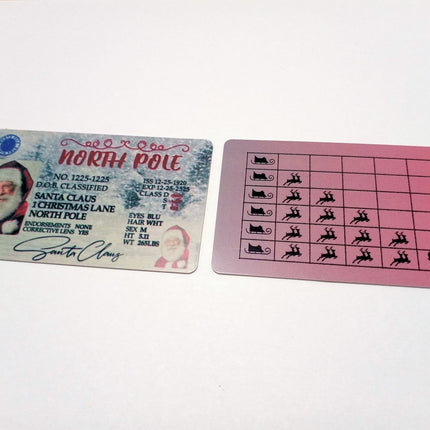 NORTH POLE
NO. 1225-1225
D.O.B. CLASSIFIED
ISS 12-25-1920
EXP 12-25-2525
CLASS D
S
T
SANTA CLAUS
1 CHRISTMAS LANE
NORTH POLE
EYES BLU
HAIR WHT
ENDORSEMENTS NONE
CORRECTIVE LENS YES
SEX M
HT 5.11
WT 265LBS
Santa Claus